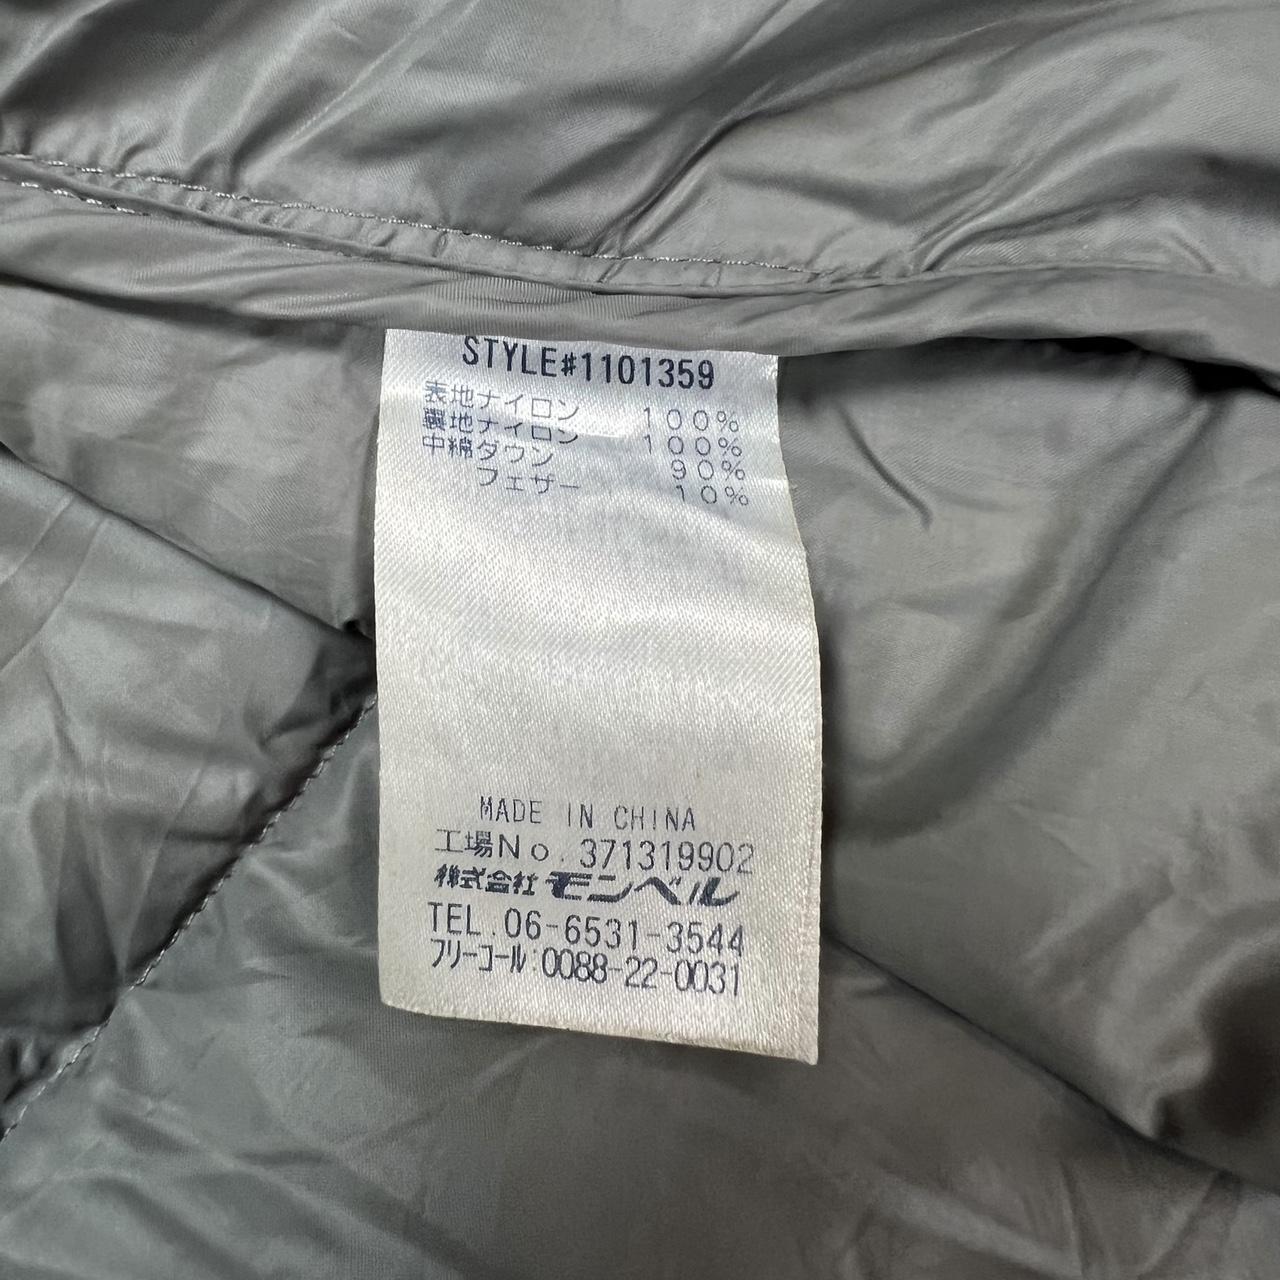 STYLE#1101359
表地ナイロン 100%
裏地ナイロン 100%
中綿ダウン 90%
フェザー 10%
MADE IN CHINA
工場No.371319902
株式会社モンベル
TEL.06-6531-3544
フリーコール:0088-22-0031